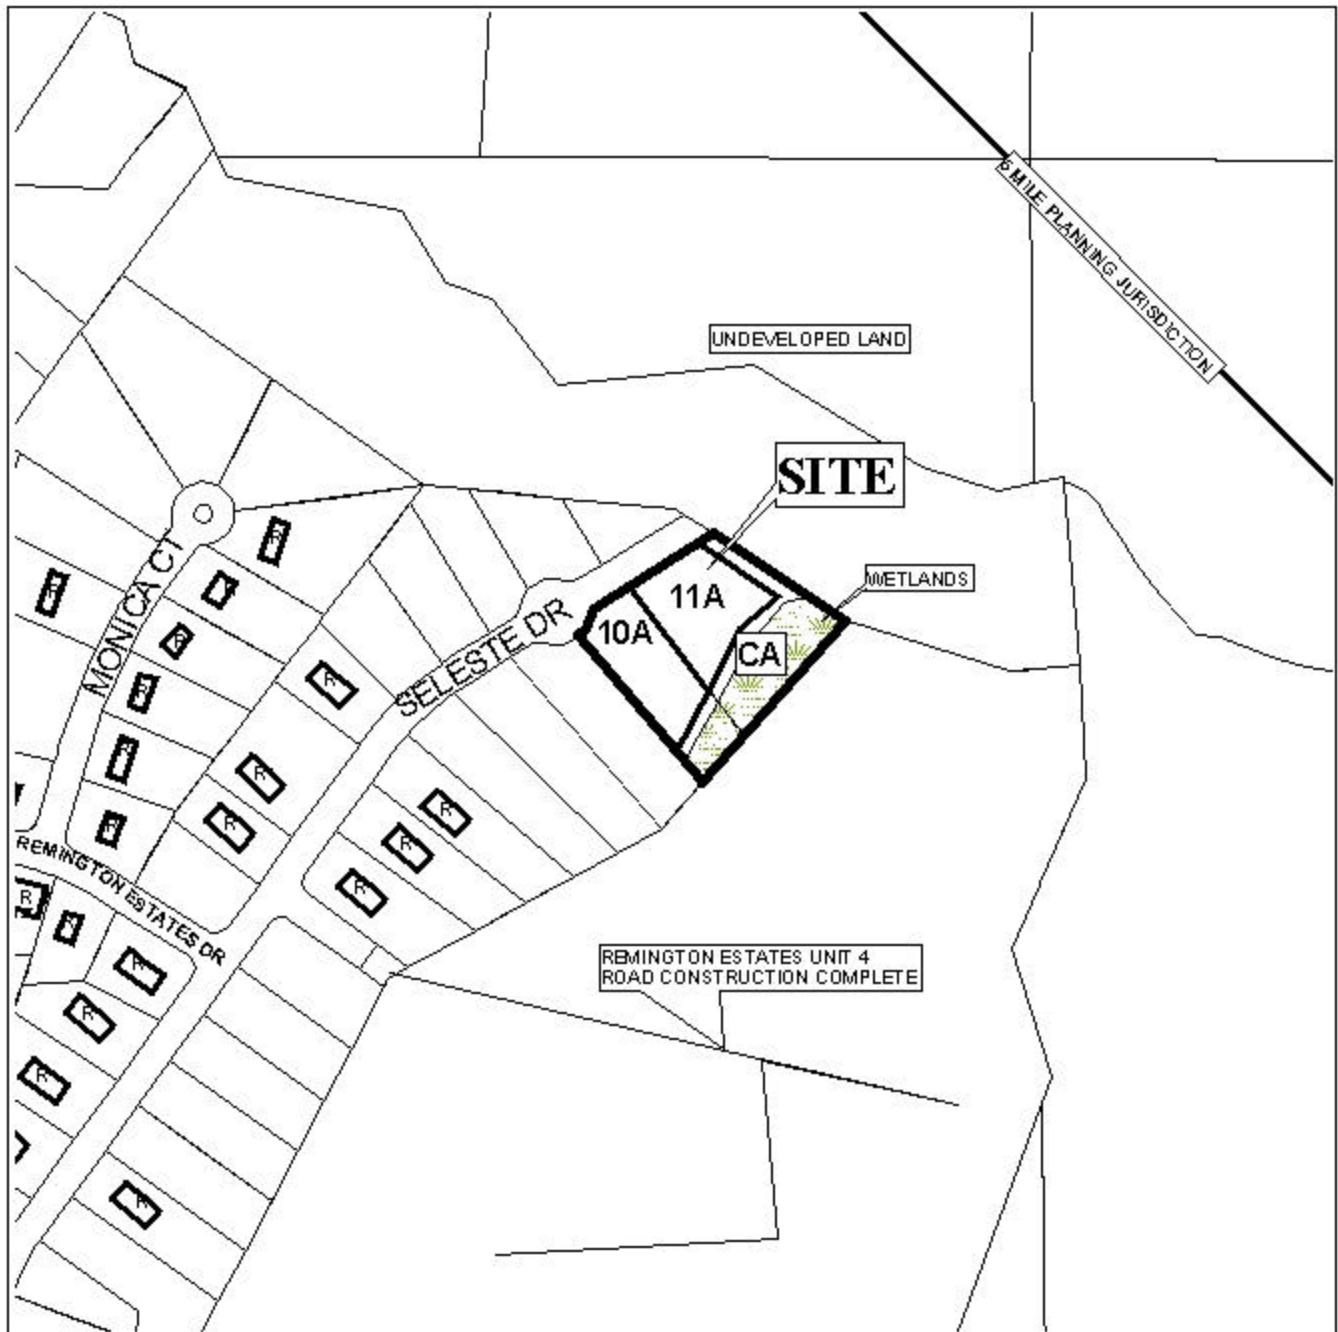 5 MILE PLANNING JURISDICTION
UNDEVELOPED LAND
SITE
WETLANDS
11A
10A
CA
MONICA CT
SELESTE DR
R
R
R
R
R
R
R
R
R
R
R
R
R
REMINGTON ESTATES DR
R
R
R
R
R
R
REMINGTON ESTATES UNIT 4
ROAD CONSTRUCTION COMPLETE